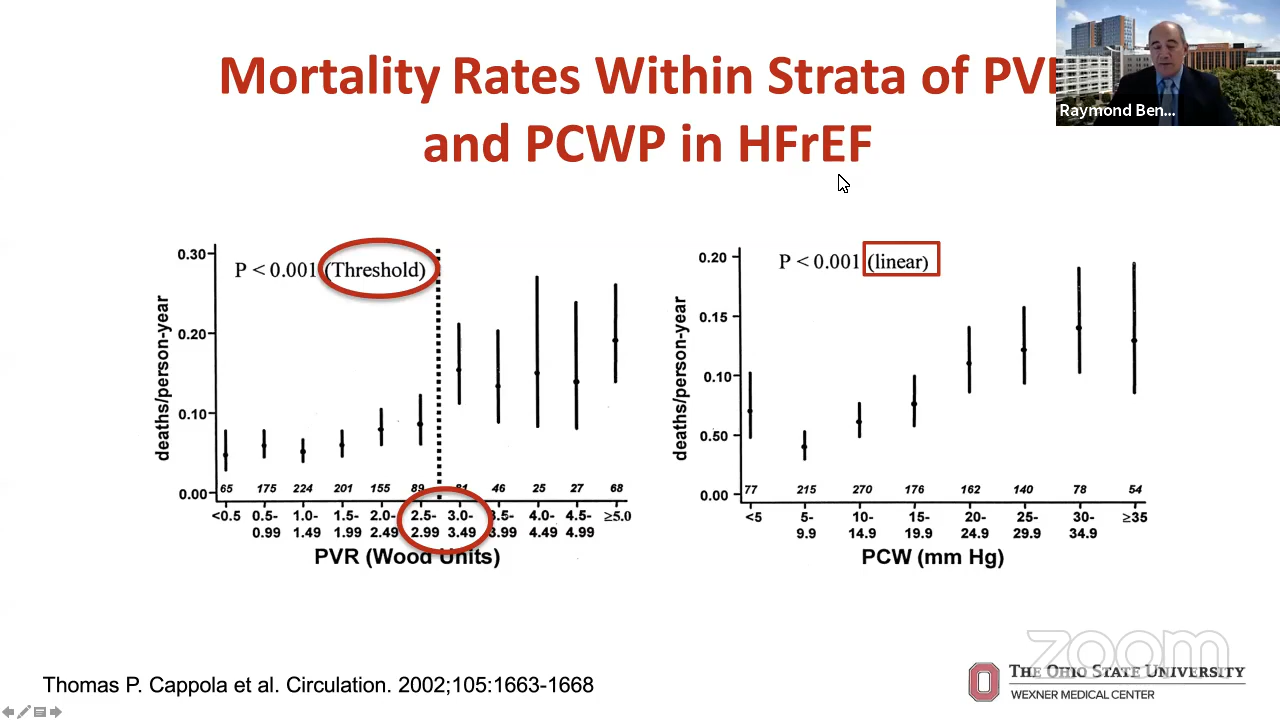 Mortality Rates Within Strata of PV
and PCWP in HFrEF
Raymond Ben...
P < 0.001 (Threshold)
deaths/person-year
0.30
0.20
0.10
0.00
65 175 224 201 155 89 81 46 25 27 68
<0.5 0.5-0.99 1.0-1.49 1.5-1.99 2.0-2.49 2.5-2.99 3.0-3.49 3.5-3.99 4.0-4.49 4.5-4.99 ≥5.0
PVR (Wood Units)
P < 0.001 (linear)
deaths/person-year
0.20
0.15
0.10
0.50
0.00
77 215 270 176 162 140 78 54
<5 5-9.9 10-14.9 15-19.9 20-24.9 25-29.9 30-34.9 ≥35
PCW (mm Hg)
Thomas P. Cappola et al. Circulation. 2002;105:1663-1668
zoom
THE OHIO STATE UNIVERSITY
WEXNER MEDICAL CENTER